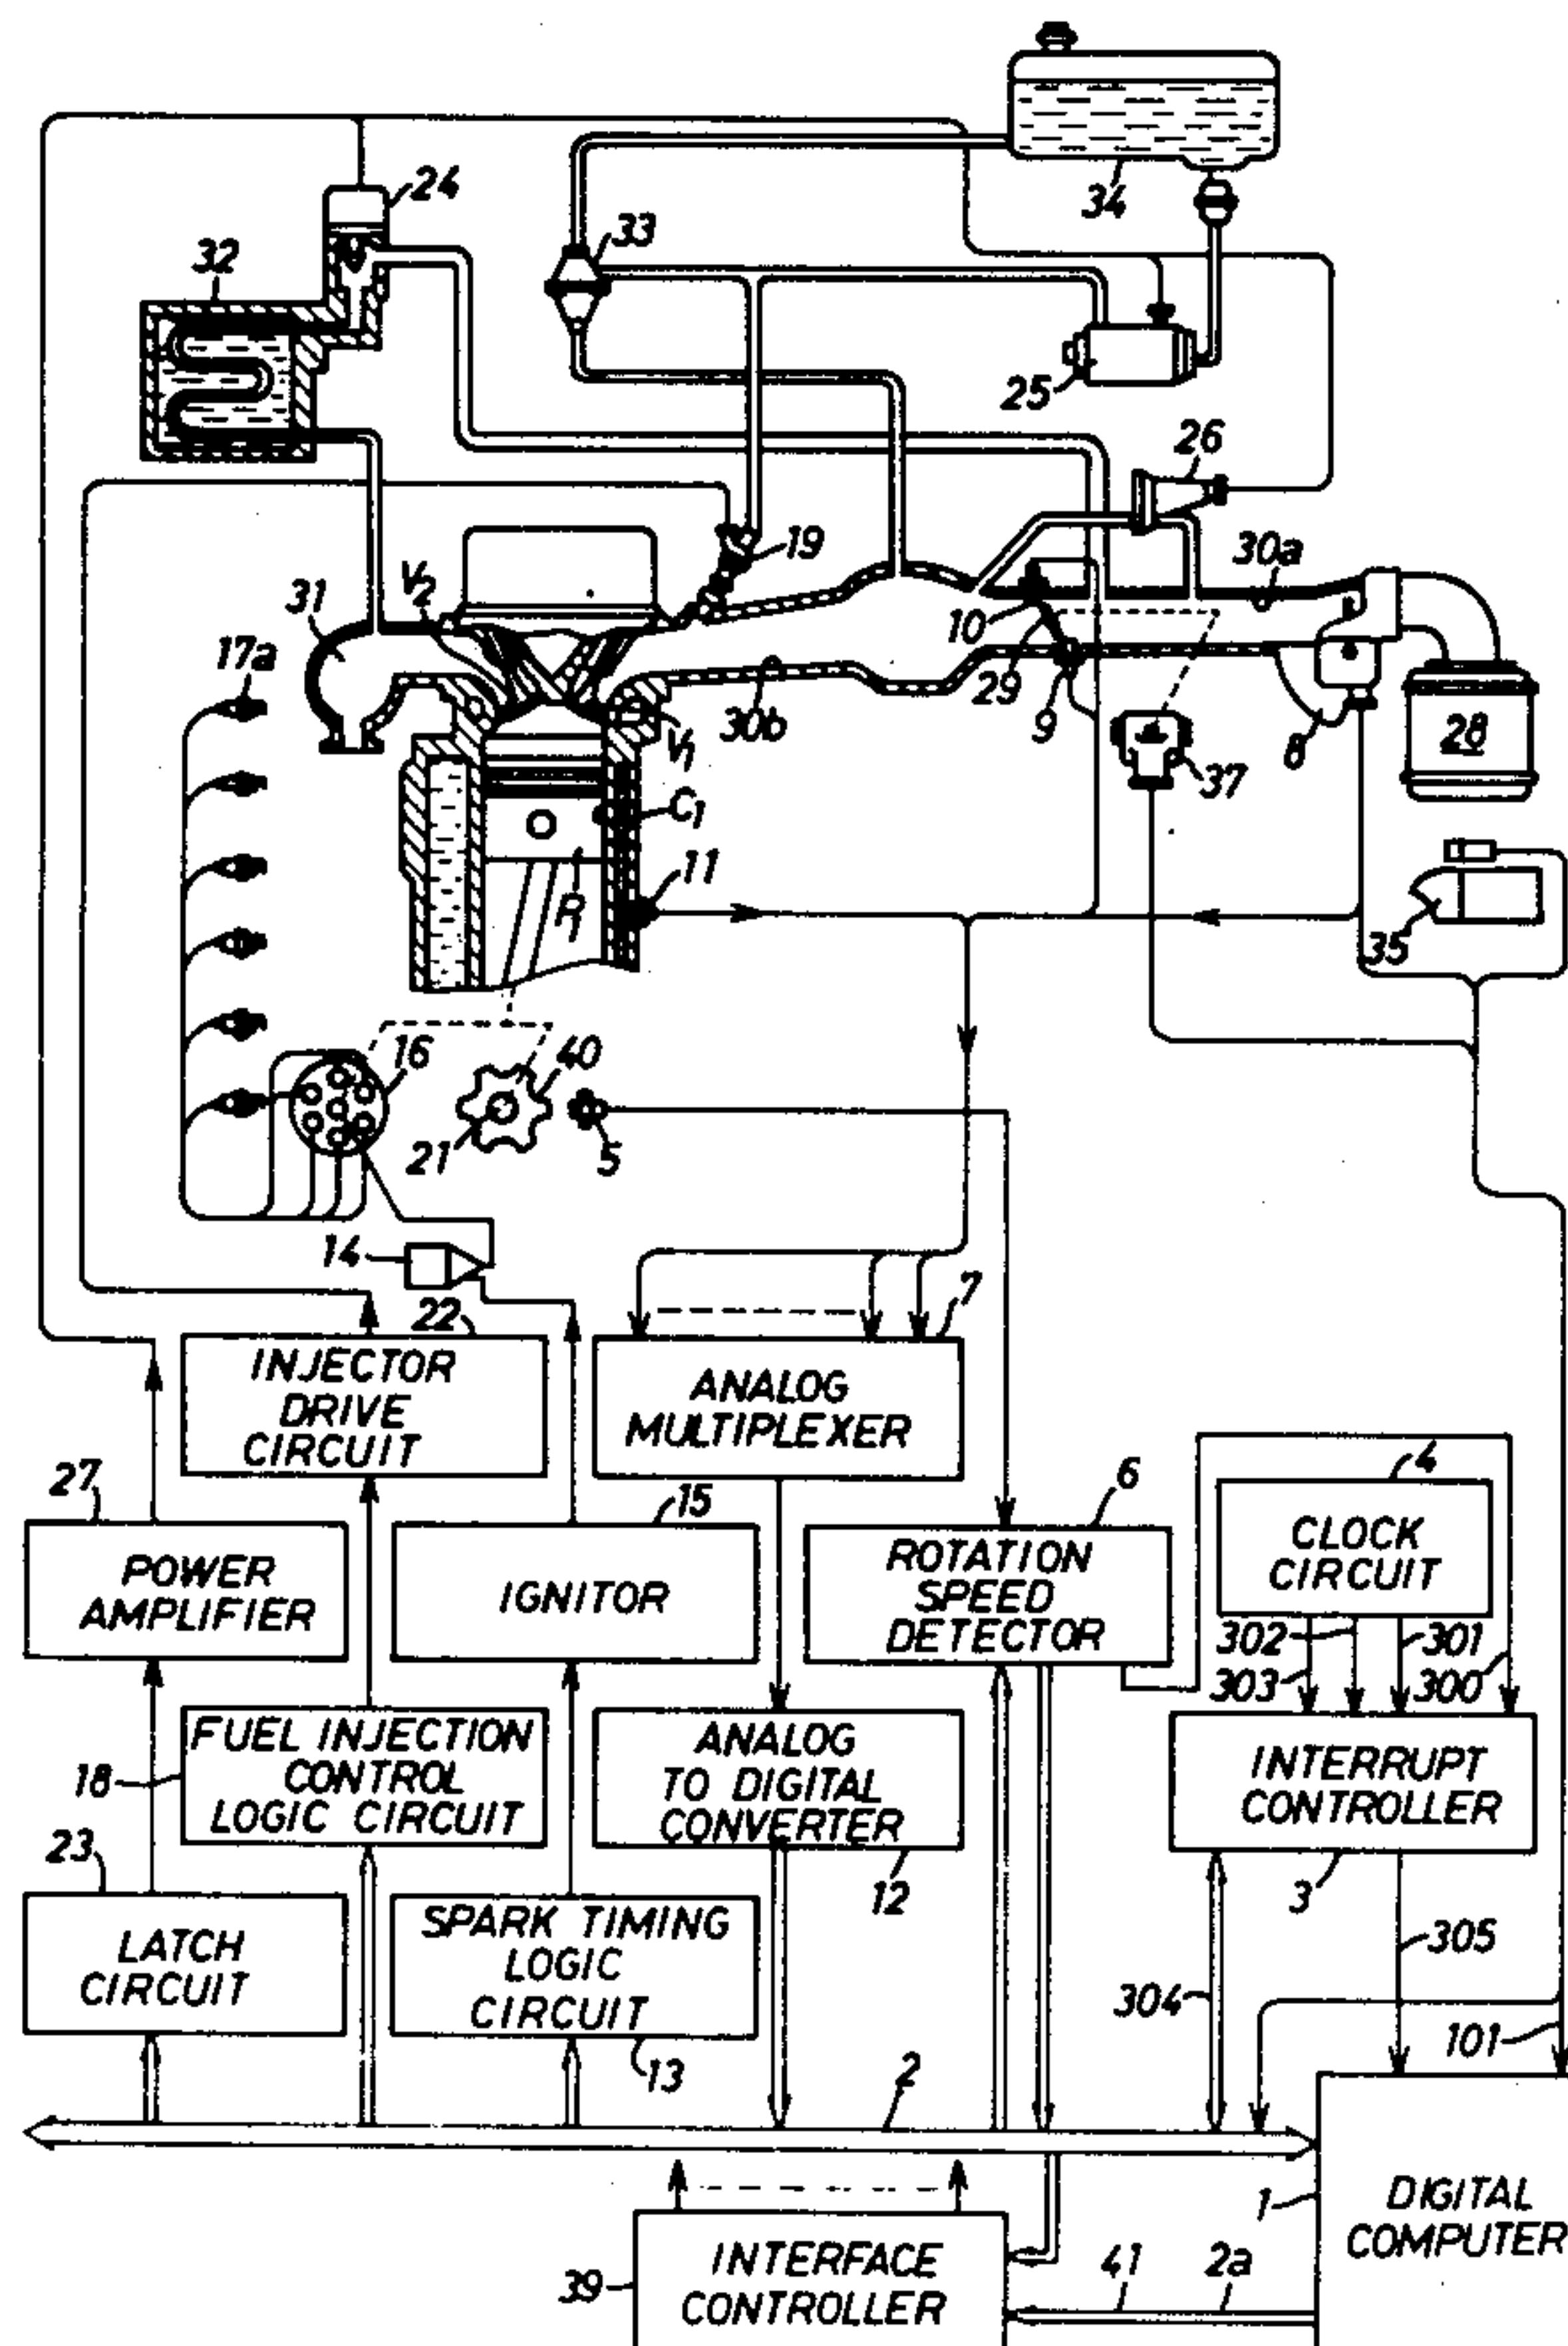 34
24
33
32
25
26
19
30a
V2
31
10
17a
29
9
30b
V1
8
28
37
C1
11
P1
35
16
40
21
5
14
7
22
INJECTOR
DRIVE
CIRCUIT
ANALOG
MULTIPLEXER
27
15
6
4
POWER
AMPLIFIER
IGNITOR
ROTATION
SPEED
DETECTOR
CLOCK
CIRCUIT
302
301
303
300
18
FUEL INJECTION
CONTROL
LOGIC CIRCUIT
ANALOG
TO DIGITAL
CONVERTER
INTERRUPT
CONTROLLER
23
12
3
LATCH
CIRCUIT
SPARK TIMING
LOGIC
CIRCUIT
305
304
101
13
2
1
DIGITAL
COMPUTER
39
INTERFACE
CONTROLLER
41
2a